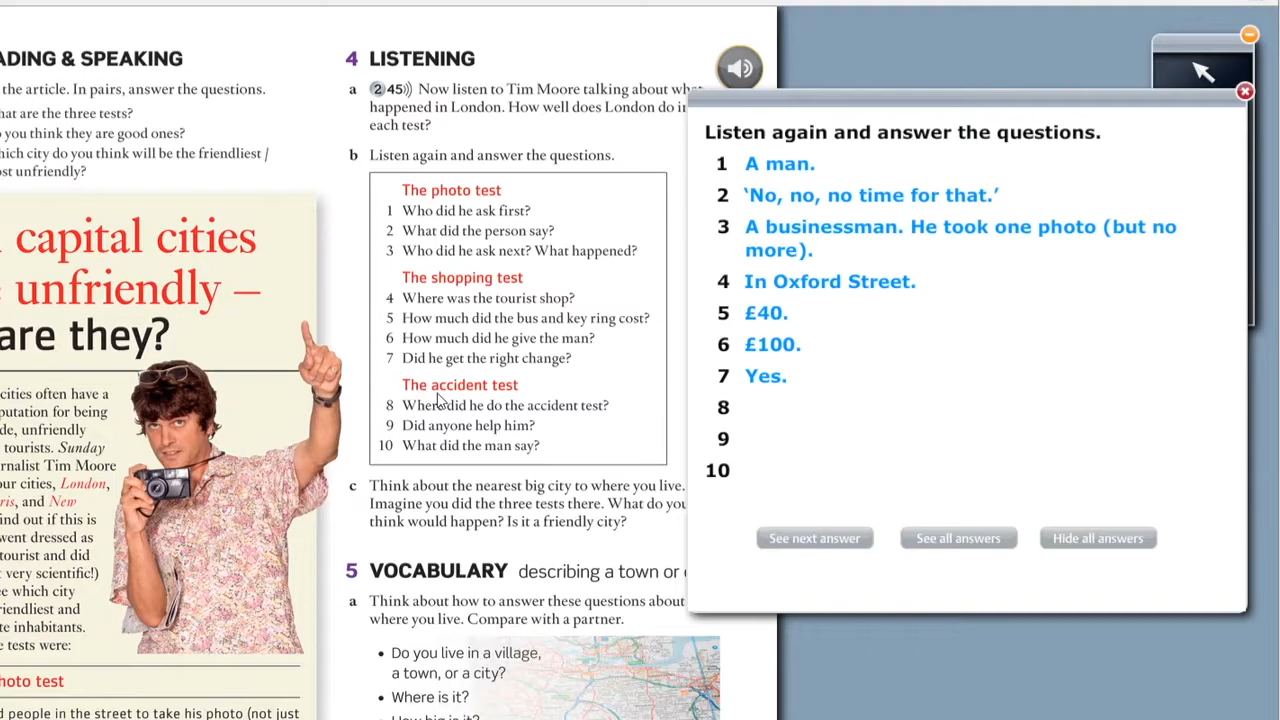 ADING & SPEAKING
the article. In pairs, answer the questions.
hat are the three tests?
o you think they are good ones?
hich city do you think will be the friendliest /
ost unfriendly?
capital cities
unfriendly –
are they?
cities often have a
putation for being
de, unfriendly
tourists. Sunday
rnalist Tim Moore
our cities, London,
ris, and New
ind out if this is
went dressed as
tourist and did
t very scientific!)
ee which city
riendliest and
te inhabitants.
e tests were:
hoto test
d people in the street to take his photo (not just
4 LISTENING
a 2 45)) Now listen to Tim Moore talking about what
happened in London. How well does London do in
each test?
b Listen again and answer the questions.
The photo test
1 Who did he ask first?
2 What did the person say?
3 Who did he ask next? What happened?
The shopping test
4 Where was the tourist shop?
5 How much did the bus and key ring cost?
6 How much did he give the man?
7 Did he get the right change?
The accident test
8 Where did he do the accident test?
9 Did anyone help him?
10 What did the man say?
c Think about the nearest big city to where you live.
Imagine you did the three tests there. What do you
think would happen? Is it a friendly city?
5 VOCABULARY describing a town or
a Think about how to answer these questions about
where you live. Compare with a partner.
• Do you live in a village,
a town, or a city?
• Where is it?
• How big is it?
Listen again and answer the questions.
1 A man.
2 ‘No, no, no time for that.’
3 A businessman. He took one photo (but no
more).
4 In Oxford Street.
5 £40.
6 £100.
7 Yes.
8
9
10
See next answer
See all answers
Hide all answers